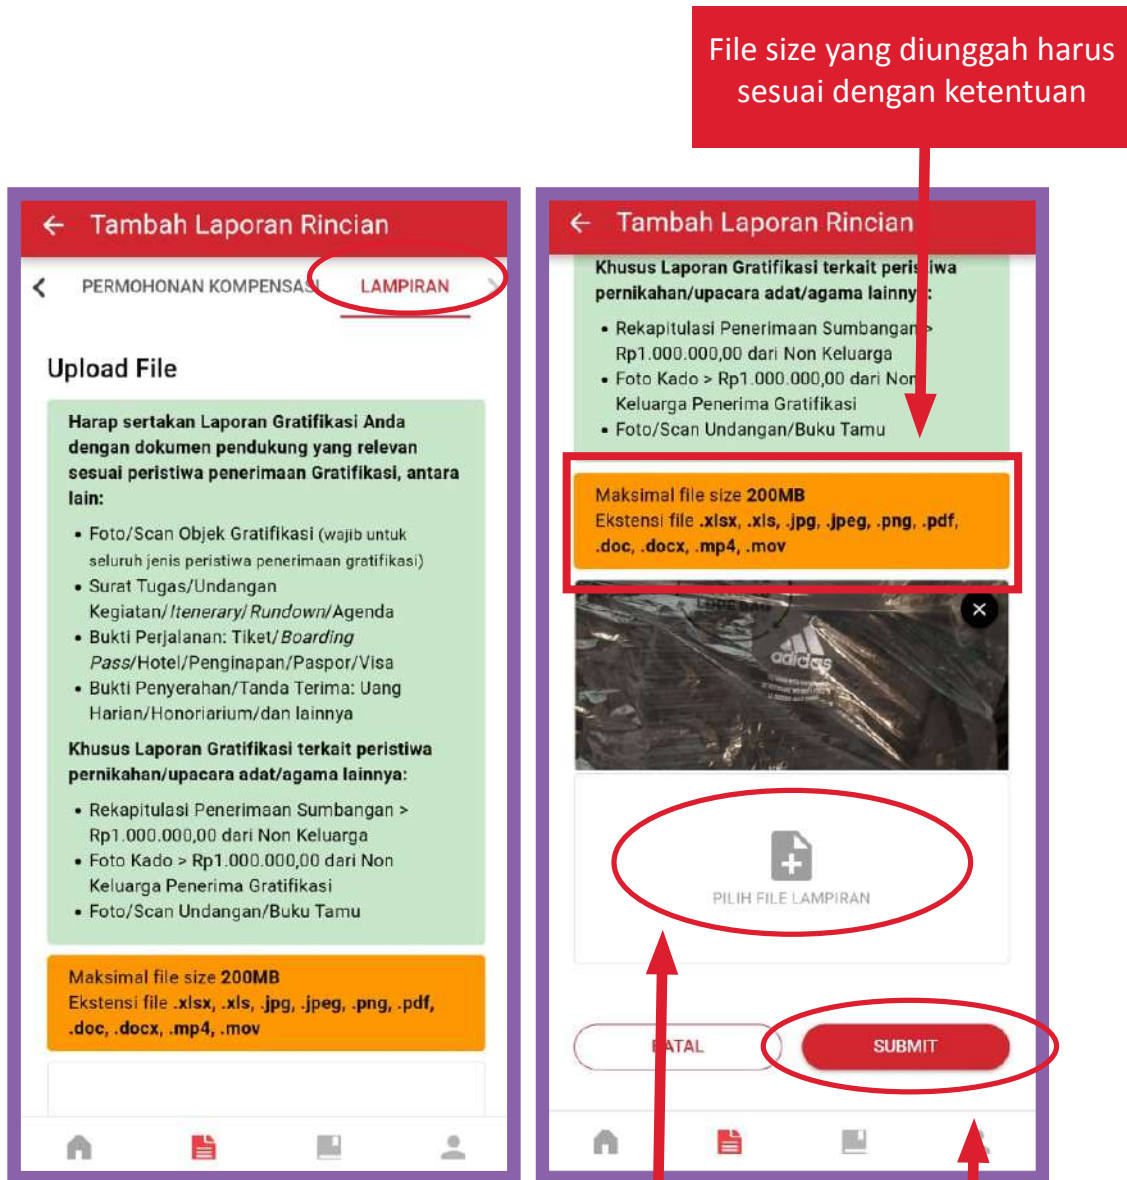 File size yang diunggah harus
sesuai dengan ketentuan
Tambah Laporan Rincian
PERMOHONAN KOMPENSASI LAMPIRAN
Upload File
Harap sertakan Laporan Gratifikasi Anda
dengan dokumen pendukung yang relevan
sesuai peristiwa penerimaan Gratifikasi, antara
lain:
• Foto/Scan Objek Gratifikasi (wajib untuk
seluruh jenis peristiwa penerimaan gratifikasi)
• Surat Tugas/Undangan
Kegiatan/Itenerary/Rundown/Agenda
• Bukti Perjalanan: Tiket/Boarding
Pass/Hotel/Penginapan/Paspor/Visa
• Bukti Penyerahan/Tanda Terima: Uang
Harian/Honoriarium/dan lainnya
Khusus Laporan Gratifikasi terkait peristiwa
pernikahan/upacara adat/agama lainnya:
• Rekapitulasi Penerimaan Sumbangan >
Rp1.000.000,00 dari Non Keluarga
• Foto Kado > Rp1.000.000,00 dari Non
Keluarga Penerima Gratifikasi
• Foto/Scan Undangan/Buku Tamu
Maksimal file size 200MB
Ekstensi file .xlsx, .xls, .jpg, .jpeg, .png, .pdf,
.doc, .docx, .mp4, .mov
Tambah Laporan Rincian
Khusus Laporan Gratifikasi terkait peristiwa
pernikahan/upacara adat/agama lainnya:
• Rekapitulasi Penerimaan Sumbangan >
Rp1.000.000,00 dari Non Keluarga
• Foto Kado > Rp1.000.000,00 dari Non
Keluarga Penerima Gratifikasi
• Foto/Scan Undangan/Buku Tamu
Maksimal file size 200MB
Ekstensi file .xlsx, .xls, .jpg, .jpeg, .png, .pdf,
.doc, .docx, .mp4, .mov
LDPE BAG
adidas
PILIH FILE LAMPIRAN
BATAL SUBMIT